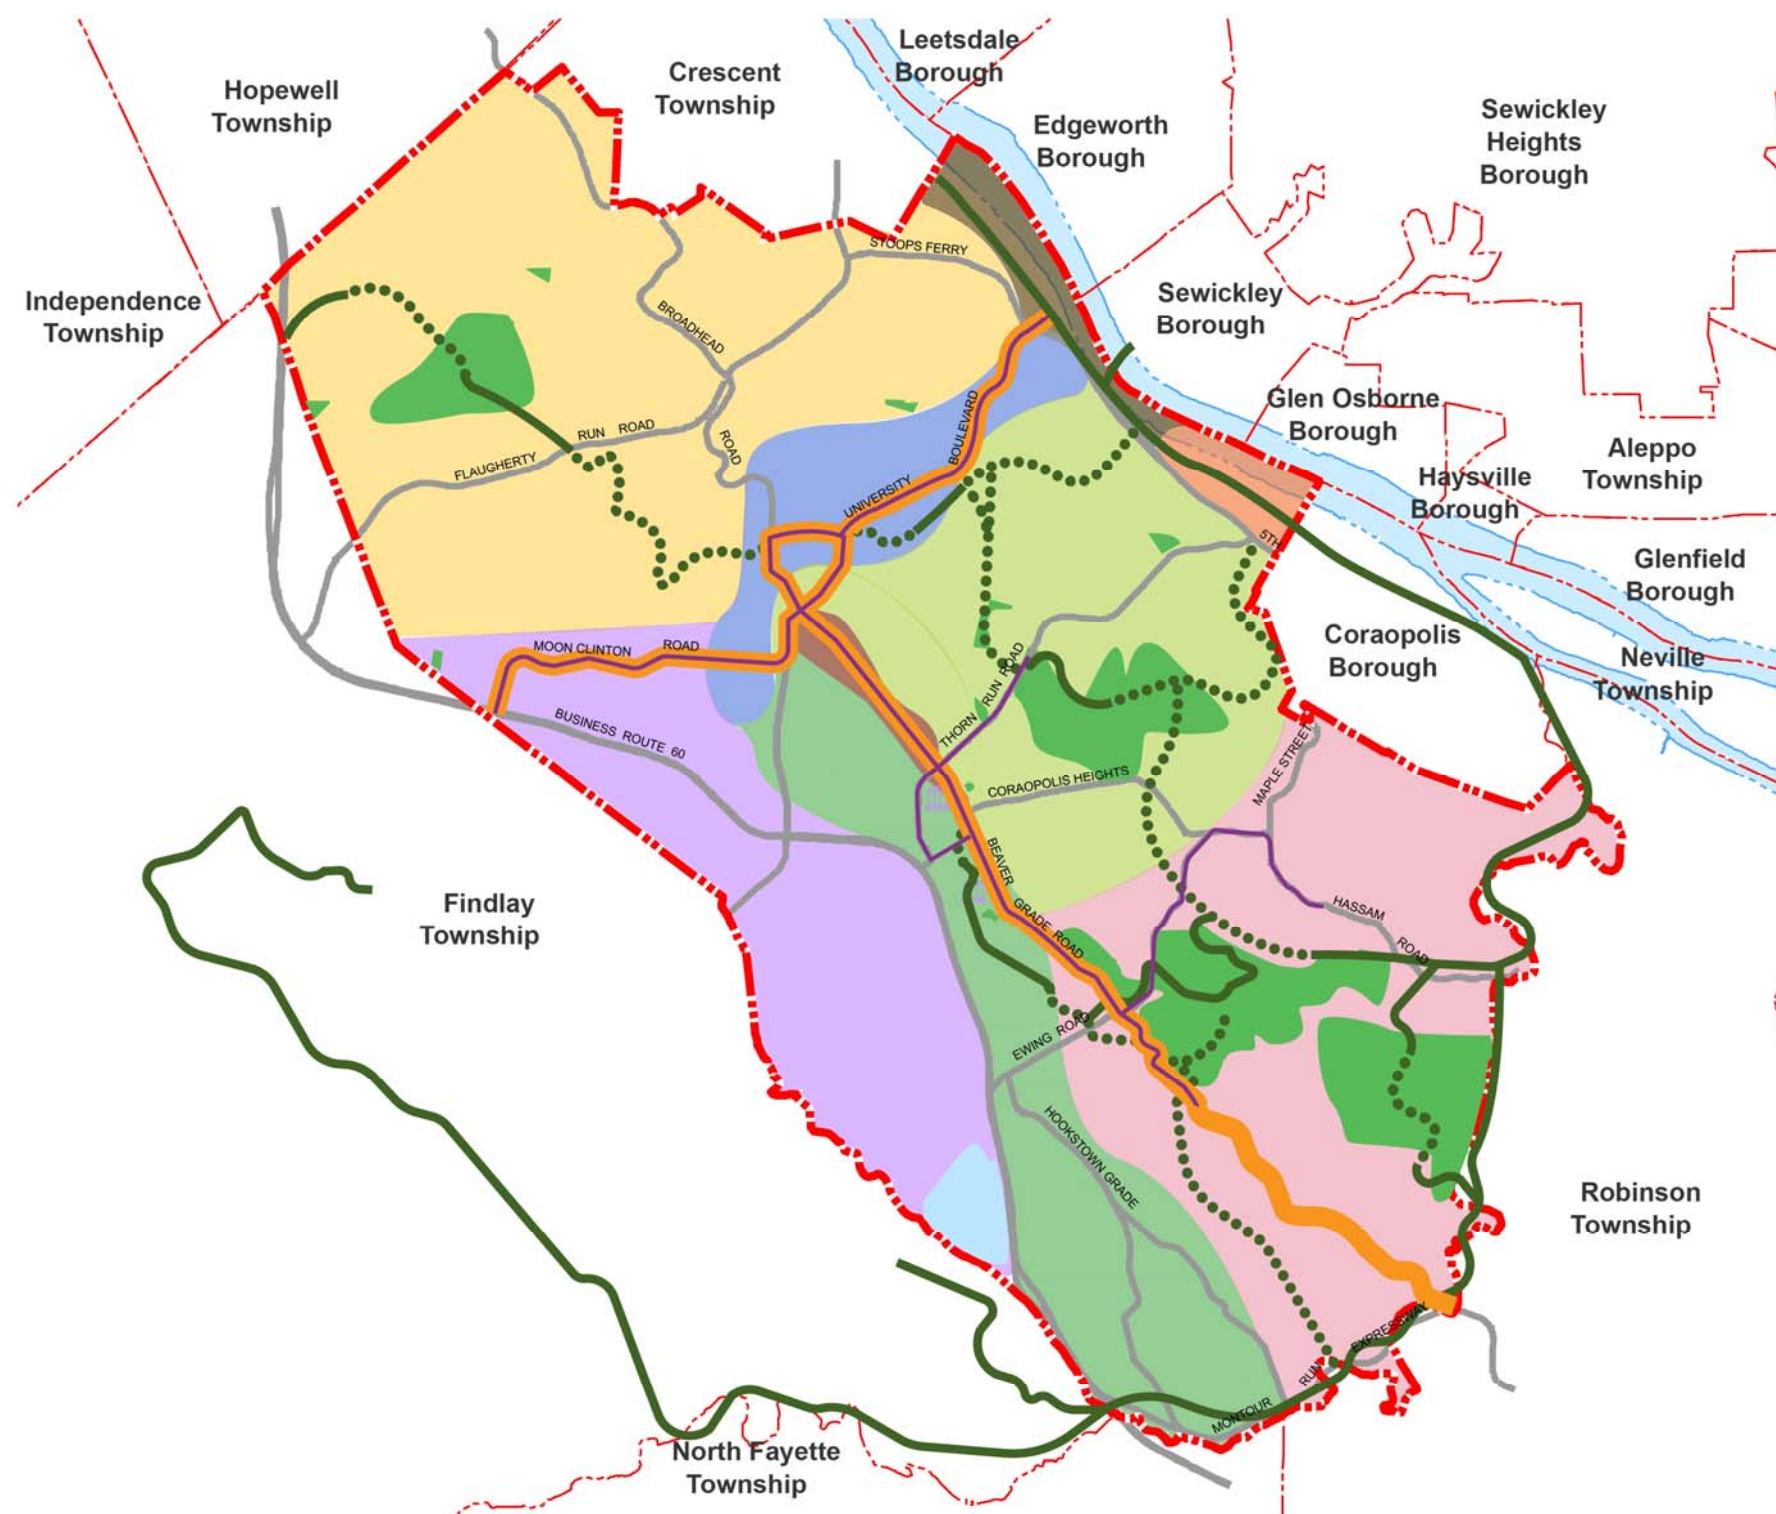 Leetsdale
Borough
Crescent
Township
Hopewell
Township
Edgeworth
Borough
Sewickley
Heights
Borough
STOOPS FERRY
Independence
Township
Sewickley
Borough
BROADHEAD
ROAD
Glen Osborne
Borough
BOULEVARD
UNIVERSITY
RUN ROAD
FLAUGHERTY
Aleppo
Township
Haysville
Borough
5TH
Glenfield
Borough
Coraopolis
Borough
Neville
Township
MOON CLINTON ROAD
BUSINESS ROUTE 60
THORN RUN ROAD
MAPLE STREET
CORAOPOLIS HEIGHTS
BEAVER
GRADE ROAD
HASSAM
ROAD
Findlay
Township
EWING ROAD
HOOKSTOWN GRADE
Robinson
Township
MONTOUR
RUN
EXPRESSWAY
North Fayette
Township